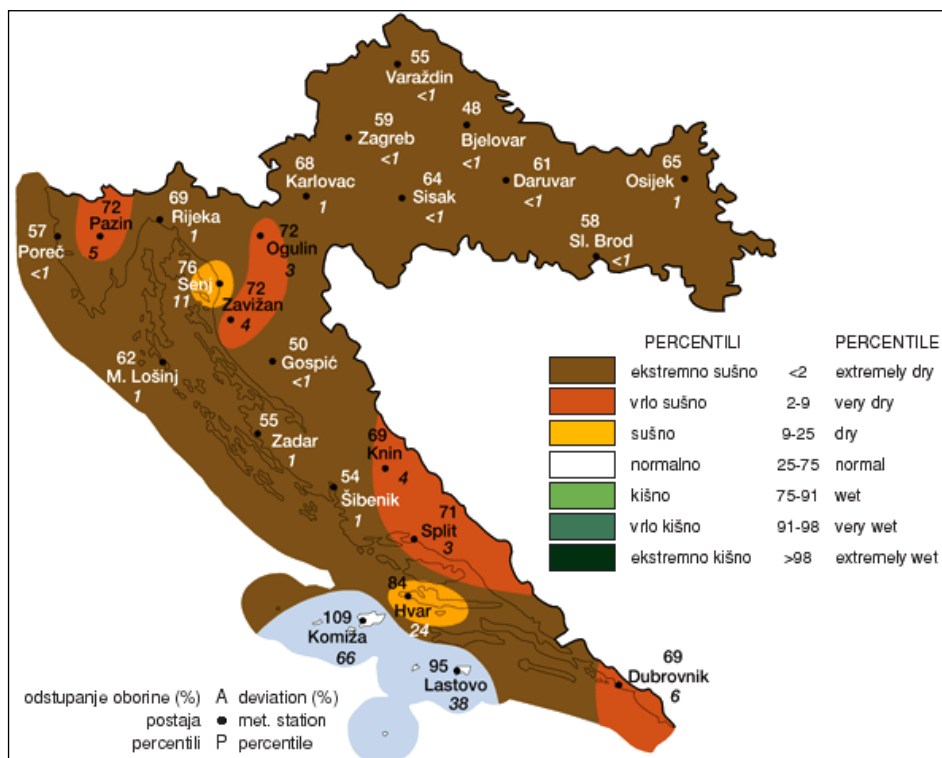 55
Varaždin
<1
48
Bjelovar
<1
59
Zagreb
<1
68
Karlovac
1
64
Sisak
<1
61
Daruvar
<1
65
Osijek
1
58
Sl. Brod
<1
57
Poreč
<1
72
Pazin
5
69
Rijeka
1
72
Ogulin
3
76
Senj
11
72
Zavižan
4
62
M. Lošinj
1
50
Gospić
<1
55
Zadar
1
69
Knin
4
54
Šibenik
1
71
Split
3
84
Hvar
24
109
Komiža
66
95
Lastovo
38
69
Dubrovnik
6
PERCENTILI PERCENTILE
ekstremno sušno <2 extremely dry
vrlo sušno 2-9 very dry
sušno 9-25 dry
normalno 25-75 normal
kišno 75-91 wet
vrlo kišno 91-98 very wet
ekstremno kišno >98 extremely wet
odstupanje oborine (%) A deviation (%)
postaja met. station
percentili P percentile